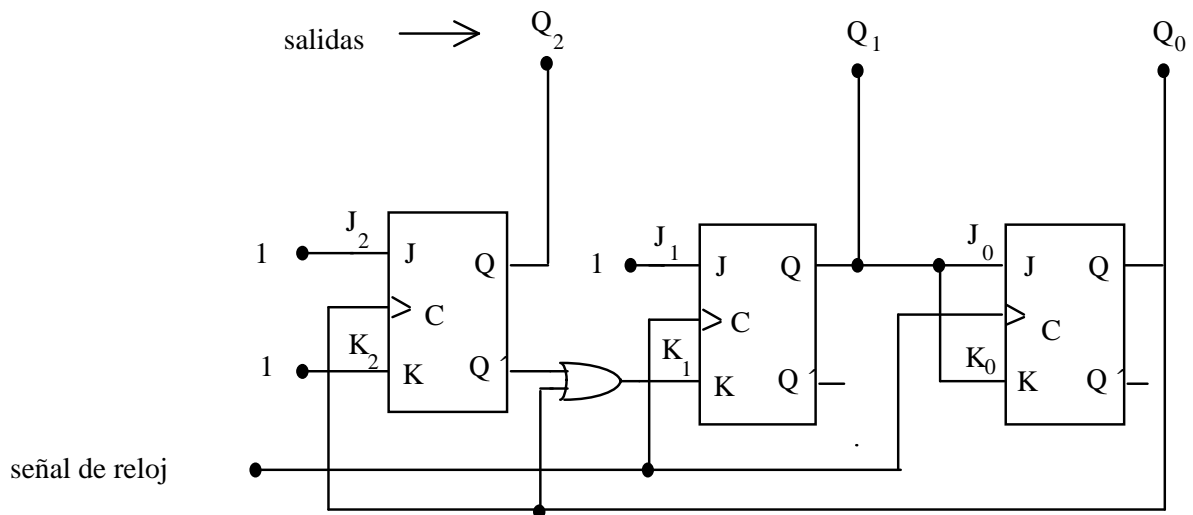 salidas
Q2
Q1
Q0
1
J2
J
Q
C
1
K2
K
Q´
1
J1
J
Q
C
K1
K
Q´
J0
J
Q
C
K0
K
Q´
señal de reloj